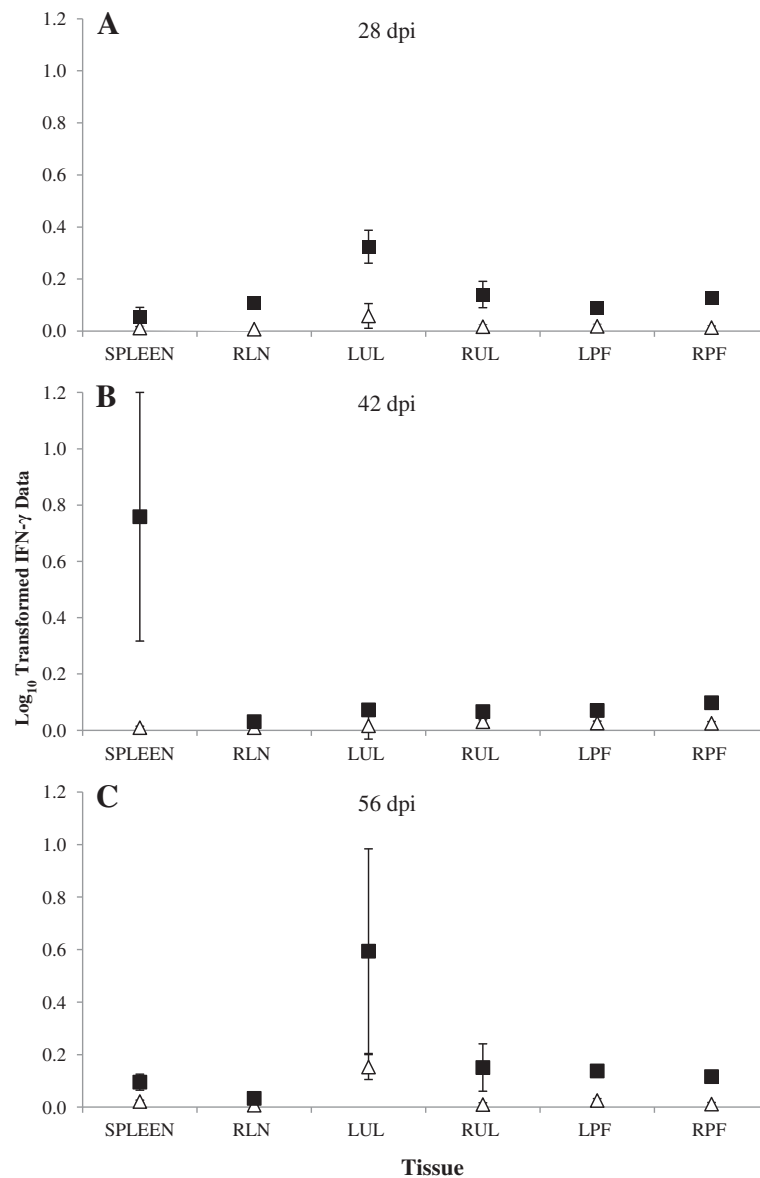 A
28 dpi
1.2
1.0
0.8
0.6
0.4
0.2
0.0
SPLEEN RLN LUL RUL LPF RPF
B
42 dpi
1.2
1.0
0.8
0.6
0.4
0.2
0.0
SPLEEN RLN LUL RUL LPF RPF
Log10 Transformed IFN-γ Data
C
56 dpi
1.2
1.0
0.8
0.6
0.4
0.2
0.0
SPLEEN RLN LUL RUL LPF RPF
Tissue